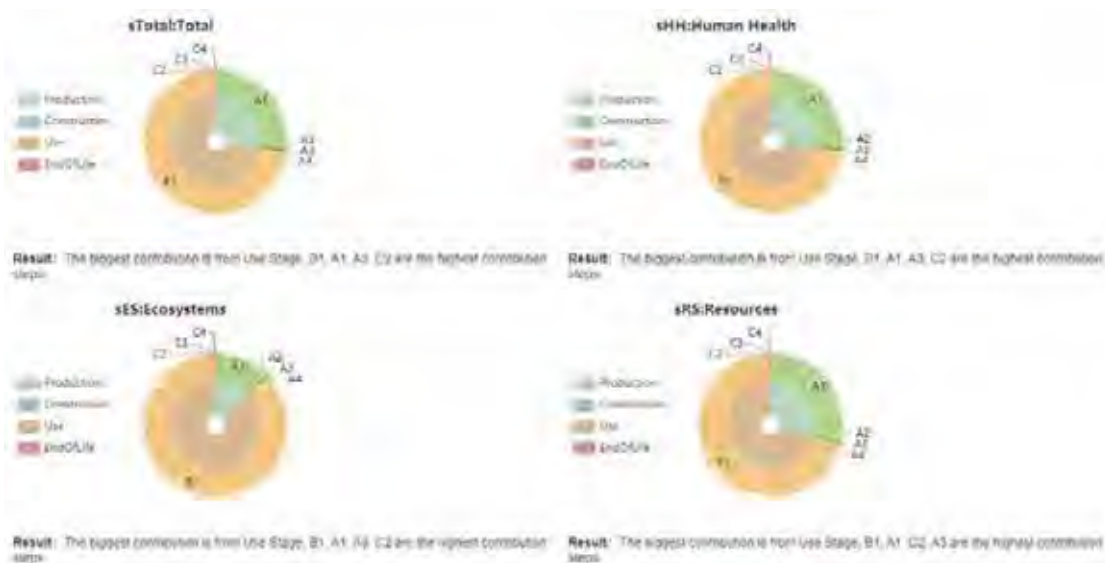 sTotal:Total
C4
C3
C2
A1
A3
A4
Production
Construction
Use
EndOfLife
B1
Result: The biggest contribution is from Use Stage, B1, A1, A3, C2 are the highest contribution
steps
sHH:Human Health
C4
C3
C2
A1
A2
Production
Construction
Use
EndOfLife
B1
Result: The biggest contribution is from Use Stage, B1, A1, A3, C2 are the highest contribution
steps
sES:Ecosystems
C4
C3
C2
A1
A2
A3
A4
Production
Construction
Use
EndOfLife
Result: The biggest contribution is from Use Stage, B1, A1, A3, C2 are the highest contribution
steps
sRS:Resources
C4
C3
C2
A1
A2
Production
Construction
Use
EndOfLife
B1
Result: The biggest contribution is from Use Stage, B1, A1, C2, A3 are the highest contribution
steps